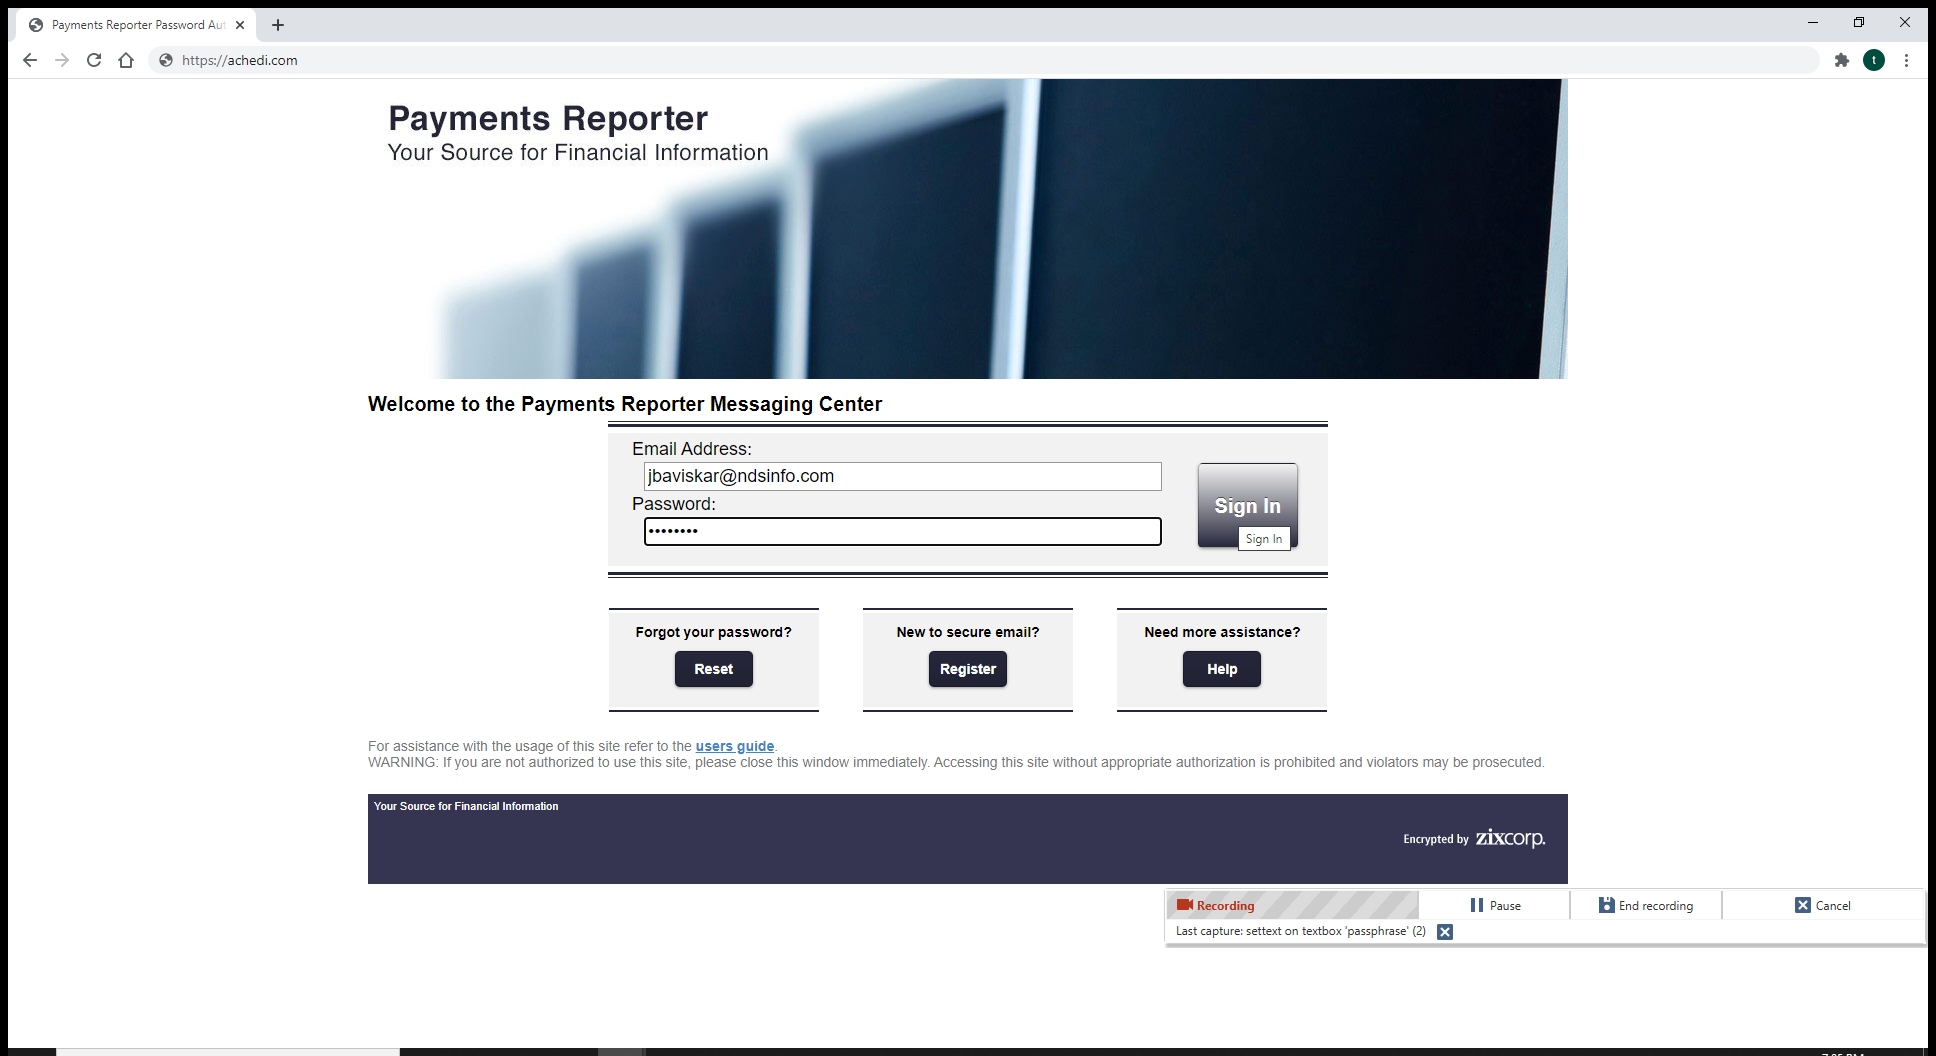 Payments Reporter Password Aut
https://achedi.com
t
Payments Reporter
Your Source for Financial Information
Welcome to the Payments Reporter Messaging Center
Email Address:
jbaviskar@ndsinfo.com
Password:
Sign In
Sign In
Forgot your password?
Reset
New to secure email?
Register
Need more assistance?
Help
For assistance with the usage of this site refer to the users guide.
WARNING: If you are not authorized to use this site, please close this window immediately. Accessing this site without appropriate authorization is prohibited and violators may be prosecuted.
Your Source for Financial Information
Encrypted by zixcorp.
Recording
Pause
End recording
Cancel
Last capture: settext on textbox 'passphrase' (2)